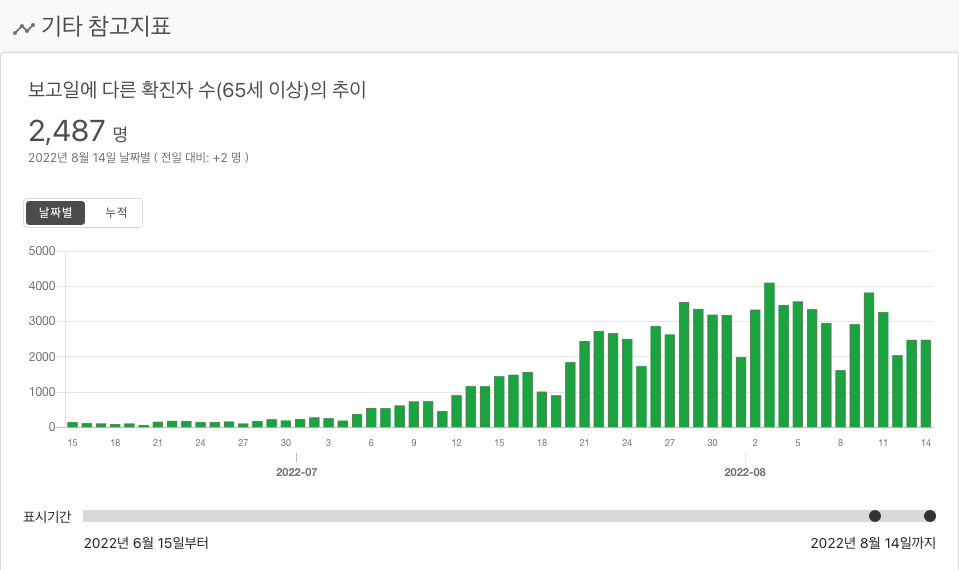 기타 참고지표
보고일에 다른 확진자 수(65세 이상)의 추이
2,487 명
2022년 8월 14일 날짜별 ( 전일 대비: +2 명 )
날짜별 누적
5000
4000
3000
2000
1000
0
15 18 21 24 27 30 3 6 9 12 15 18 21 24 27 30 2 5 8 11 14
2022-07 2022-08
표시기간
2022년 6월 15일부터 2022년 8월 14일까지